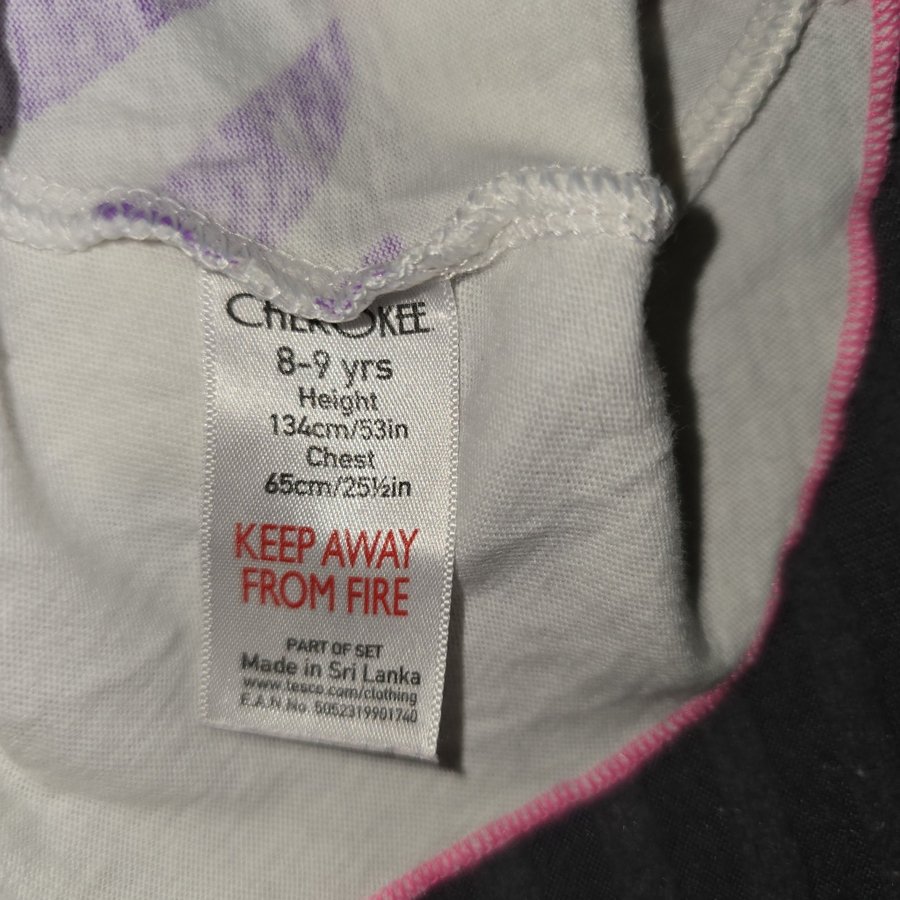 CHEROKEE
8-9 yrs
Height
134cm/53in
Chest
65cm/25½in
KEEP AWAY
FROM FIRE
PART OF SET
Made in Sri Lanka
www.tesco.com/clothing
E.A.N.No 5052319901740